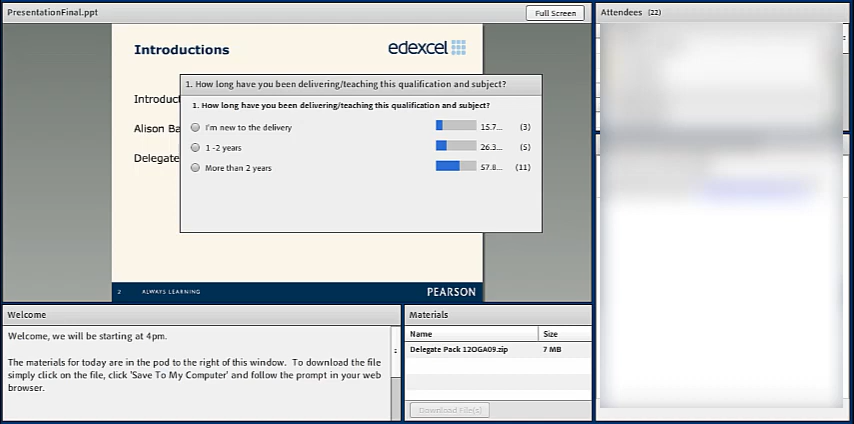 PresentationFinal.ppt
Full Screen
Attendees (22)
Introductions
edexcel
1. How long have you been delivering/teaching this qualification and subject?
1. How long have you been delivering/teaching this qualification and subject?
Introduct
I'm new to the delivery 15.7... (3)
Alison Ba
1 -2 years 26.3... (5)
Delegate
More than 2 years 57.8... (11)
2 ALWAYS LEARNING PEARSON
Welcome
Welcome, we will be starting at 4pm.
The materials for today are in the pod to the right of this window. To download the file
simply click on the file, click 'Save To My Computer' and follow the prompt in your web
browser.
Materials
Name Size
Delegate Pack 12OGA09.zip 7 MB
Download File(s)